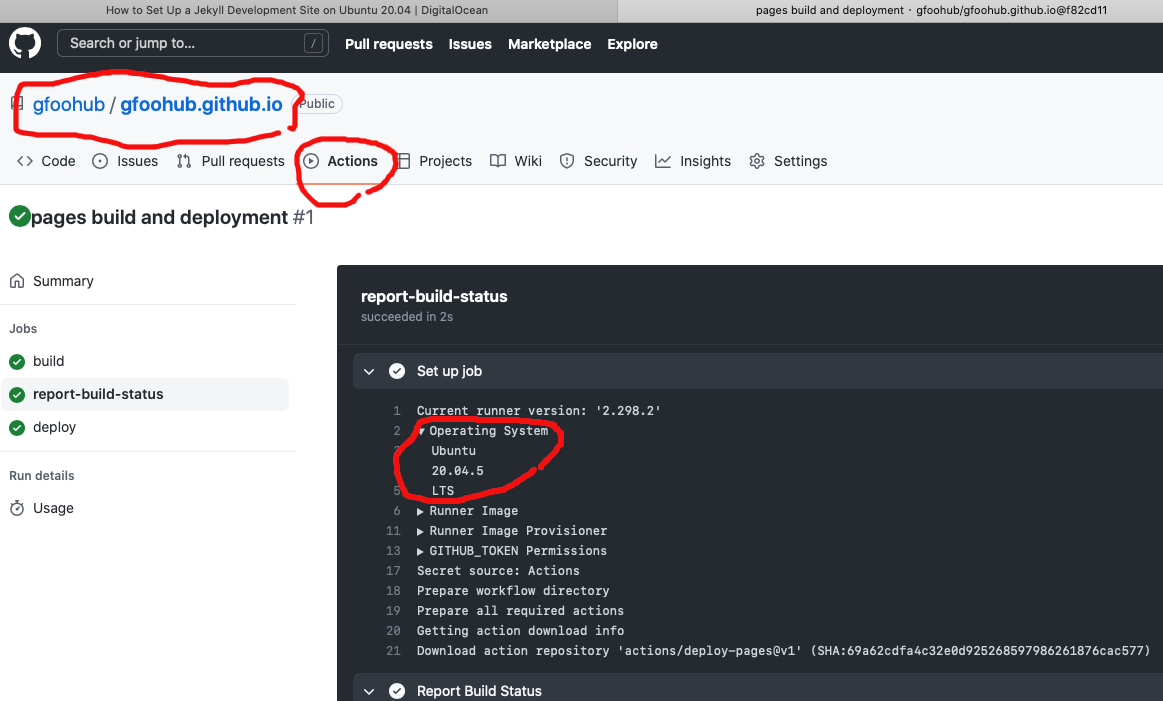 How to Set Up a Jekyll Development Site on Ubuntu 20.04 | DigitalOcean
pages build and deployment · gfoohub/gfoohub.github.io@f82cd11
Search or jump to... /
Pull requests Issues Marketplace Explore
gfoohub / gfoohub.github.io Public
Code Issues Pull requests Actions Projects Wiki Security Insights Settings
pages build and deployment #1
Summary
Jobs
build
report-build-status
deploy
Run details
Usage
report-build-status
succeeded in 2s
Set up job
1 Current runner version: '2.298.2'
2 Operating System
Ubuntu
20.04.5
5 LTS
6 Runner Image
11 Runner Image Provisioner
13 GITHUB_TOKEN Permissions
17 Secret source: Actions
18 Prepare workflow directory
19 Prepare all required actions
20 Getting action download info
21 Download action repository 'actions/deploy-pages@v1' (SHA:69a62cdfa4c32e0d925268597986261876cac577)
Report Build Status